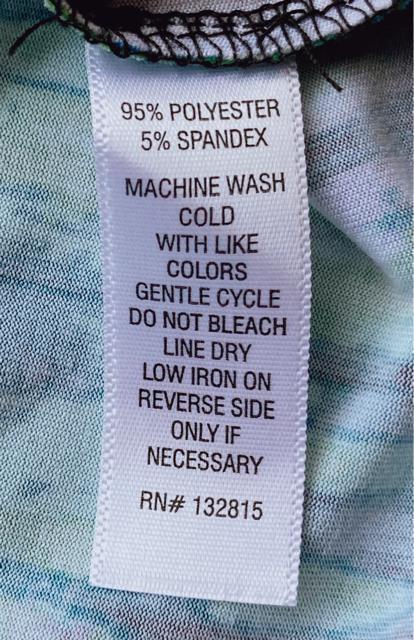 95% POLYESTER
5% SPANDEX
MACHINE WASH
COLD
WITH LIKE
COLORS
GENTLE CYCLE
DO NOT BLEACH
LINE DRY
LOW IRON ON
REVERSE SIDE
ONLY IF
NECESSARY
RN# 132815